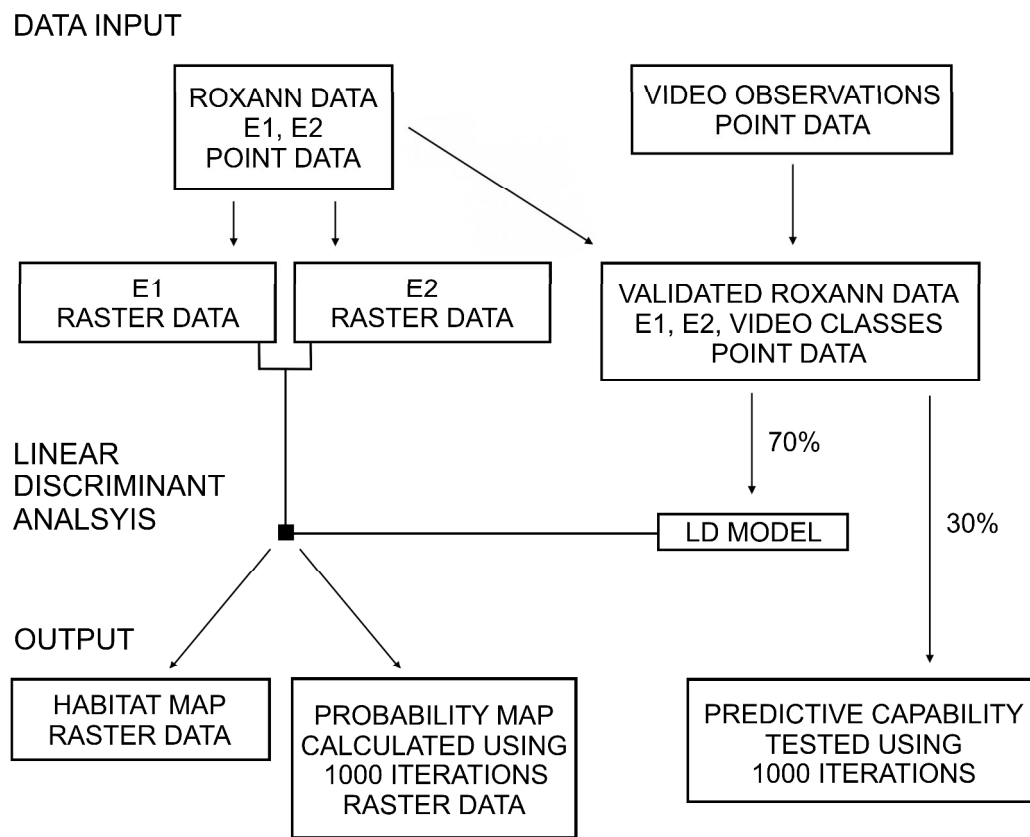 DATA INPUT
ROXANN DATA
E1, E2
POINT DATA
VIDEO OBSERVATIONS
POINT DATA
E1
RASTER DATA
E2
RASTER DATA
VALIDATED ROXANN DATA
E1, E2, VIDEO CLASSES
POINT DATA
LINEAR
DISCRIMINANT
ANALSYIS
70%
30%
LD MODEL
OUTPUT
HABITAT MAP
RASTER DATA
PROBABILITY MAP
CALCULATED USING
1000 ITERATIONS
RASTER DATA
PREDICTIVE CAPABILITY
TESTED USING
1000 ITERATIONS